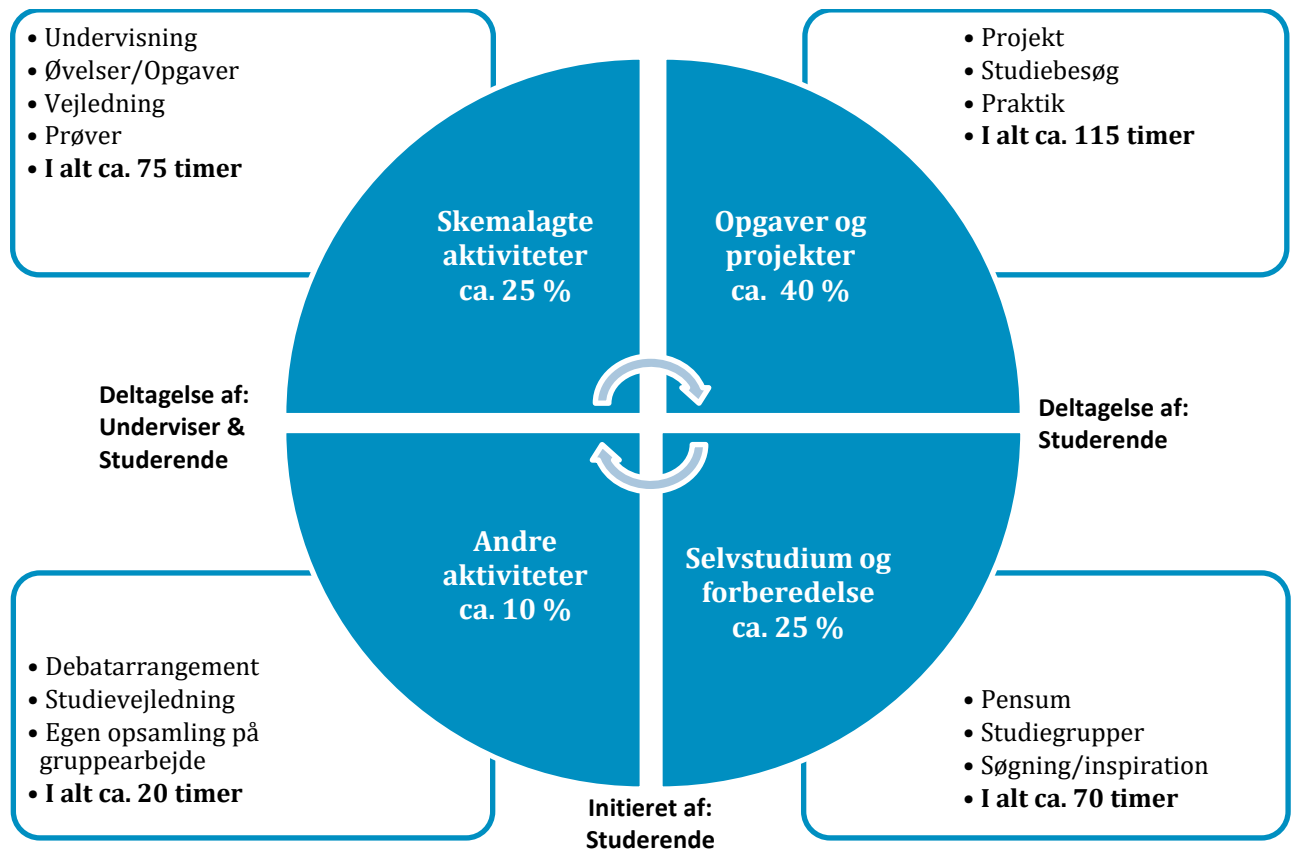 • Undervisning
• Øvelser/Opgaver
• Vejledning
• Prøver
• I alt ca. 75 timer
• Projekt
• Studiebesøg
• Praktik
• I alt ca. 115 timer
Skemalagte
aktiviteter
ca. 25 %
Opgaver og
projekter
ca. 40 %
Deltagelse af:
Underviser &
Studerende
Deltagelse af:
Studerende
Andre
aktiviteter
ca. 10 %
Selvstudium og
forberedelse
ca. 25 %
• Debatarrangement
• Studievejledning
• Egen opsamling på
gruppearbejde
• I alt ca. 20 timer
• Pensum
• Studiegrupper
• Søgning/inspiration
• I alt ca. 70 timer
Initieret af:
Studerende